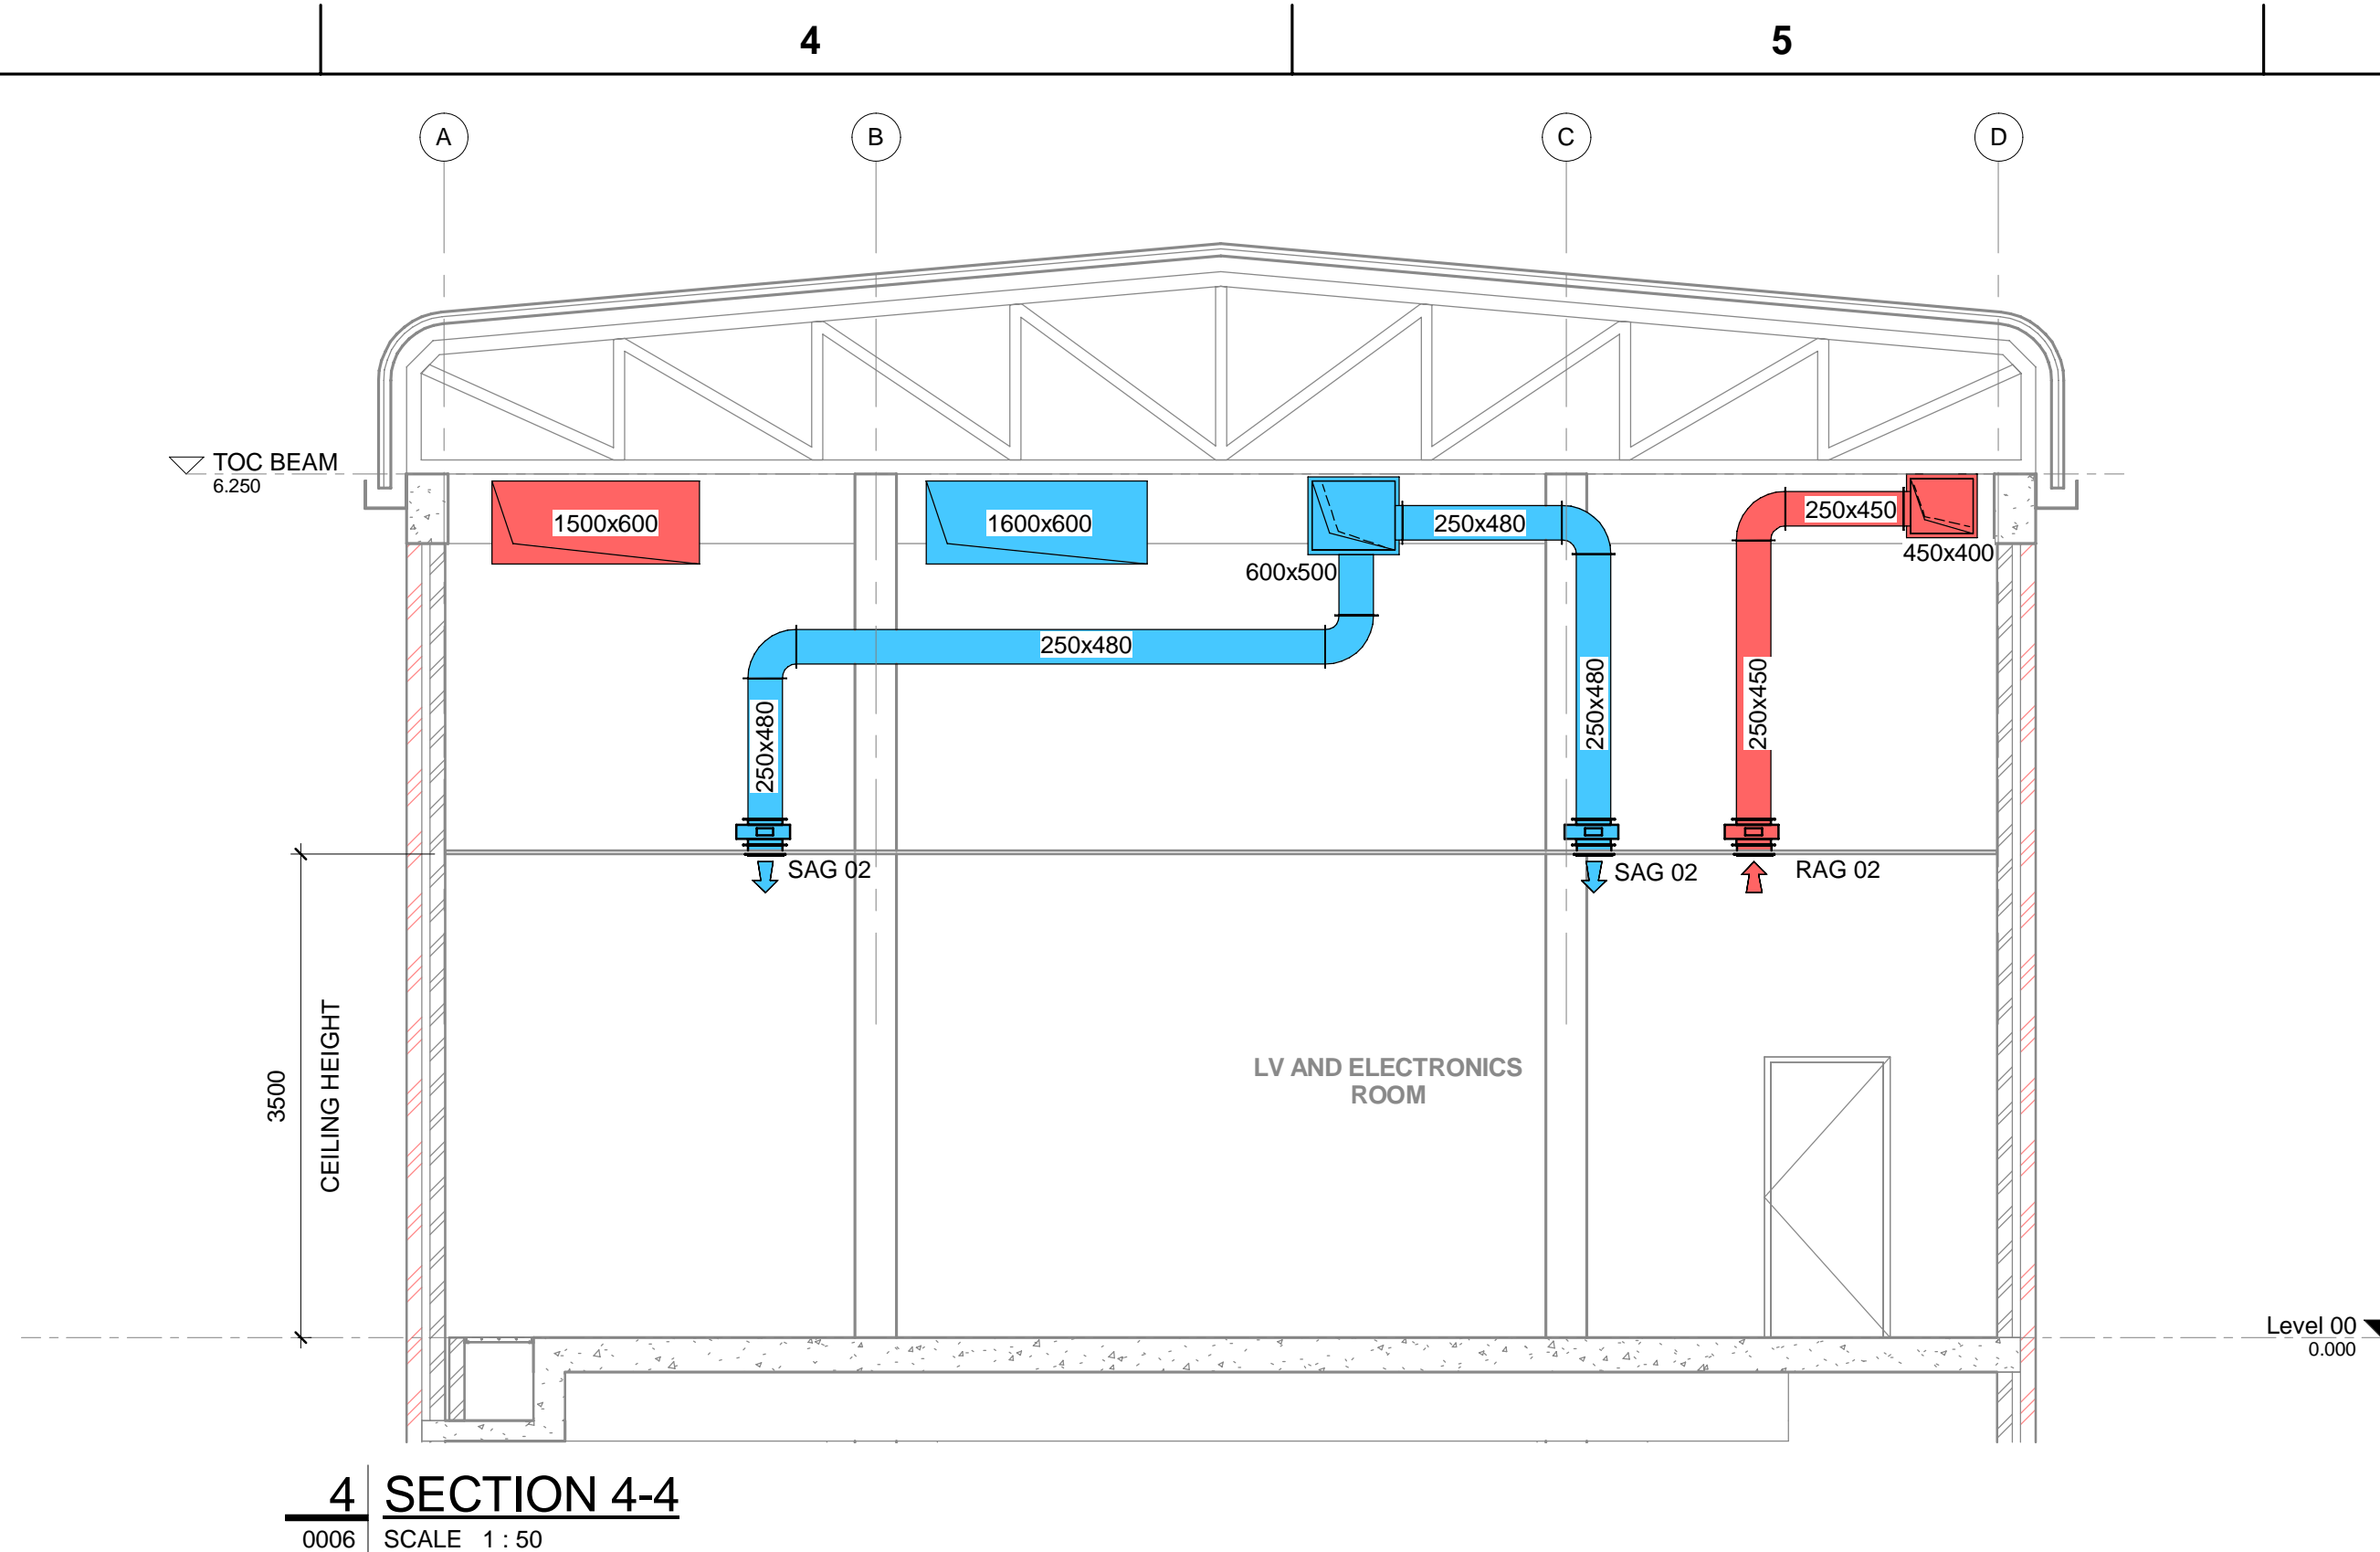 4
5
A
B
C
D
TOC BEAM
6.250
1500x600
1600x600
250x480
250x450
450x400
600x500
250x480
250x480
250x480
250x450
SAG 02
SAG 02
RAG 02
3500
CEILING HEIGHT
LV AND ELECTRONICS
ROOM
Level 00
0.000
4
SECTION 4-4
0006
SCALE 1 : 50